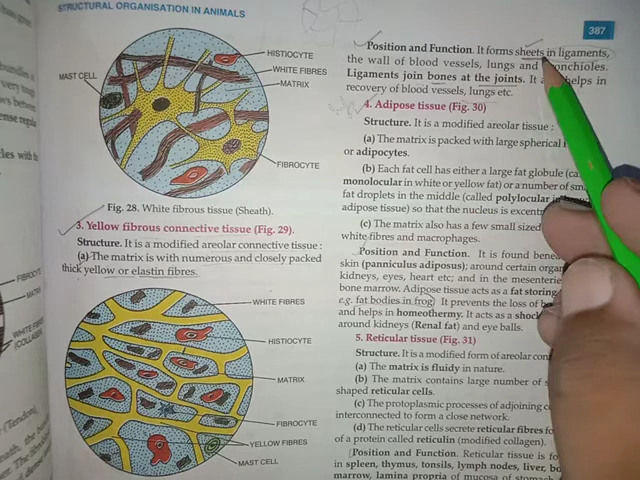 STRUCTURAL ORGANISATION IN ANIMALS
387
HISTIOCYTE
MAST CELL
WHITE FIBRES
MATRIX
FIBROCYTE
Fig. 28. White fibrous tissue (Sheath).
3. Yellow fibrous connective tissue (Fig. 29)
Structure. It is a modified areolar connective tissue :
(a) The matrix is with numerous and closely packed
thick yellow or elastin fibres.
WHITE FIBRES
HISTIOCYTE
MATRIX
FIBROCYTE
YELLOW FIBRES
MAST CELL
Position and Function. It forms sheets in ligaments,
the wall of blood vessels, lungs and bronchioles.
Ligaments join bones at the joints. It helps in
recovery of blood vessels, lungs etc.
4. Adipose tissue (Fig. 30)
Structure. It is a modified areolar tissue :
(a) The matrix is packed with large spherical
or adipocytes.
(b) Each fat cell has either a large fat globule
monolocular in white or yellow fat) or a number of
fat droplets in the middle (called polylocular
adipose tissue) so that the nucleus is
(c) The matrix also has a few small sized
white fibres and macrophages.
Position and Function. It is found
skin (panniculus adiposus); around certain
kidneys, eyes, heart etc; and in the
bone marrow. Adipose tissue acts as a fat
e.g. fat bodies in frog) It prevents the loss of
and helps in homeothermy. It acts as a
around kidneys (Renal fat) and eye balls.
5. Reticular tissue (Fig. 31)
Structure. It is a modified form of areolar
(a) The matrix is fluidy in nature.
(b) The matrix contains large number of
shaped reticular cells.
(c) The protoplasmic processes of adjoining
interconnected to form a close network.
(d) The reticular cells secrete reticular fibres
of a protein called reticulin (modified collagen).
Position and Function. Reticular tissue is
in spleen, thymus, tonsils, lymph nodes, liver,
marrow, lamina propria of mucosa of